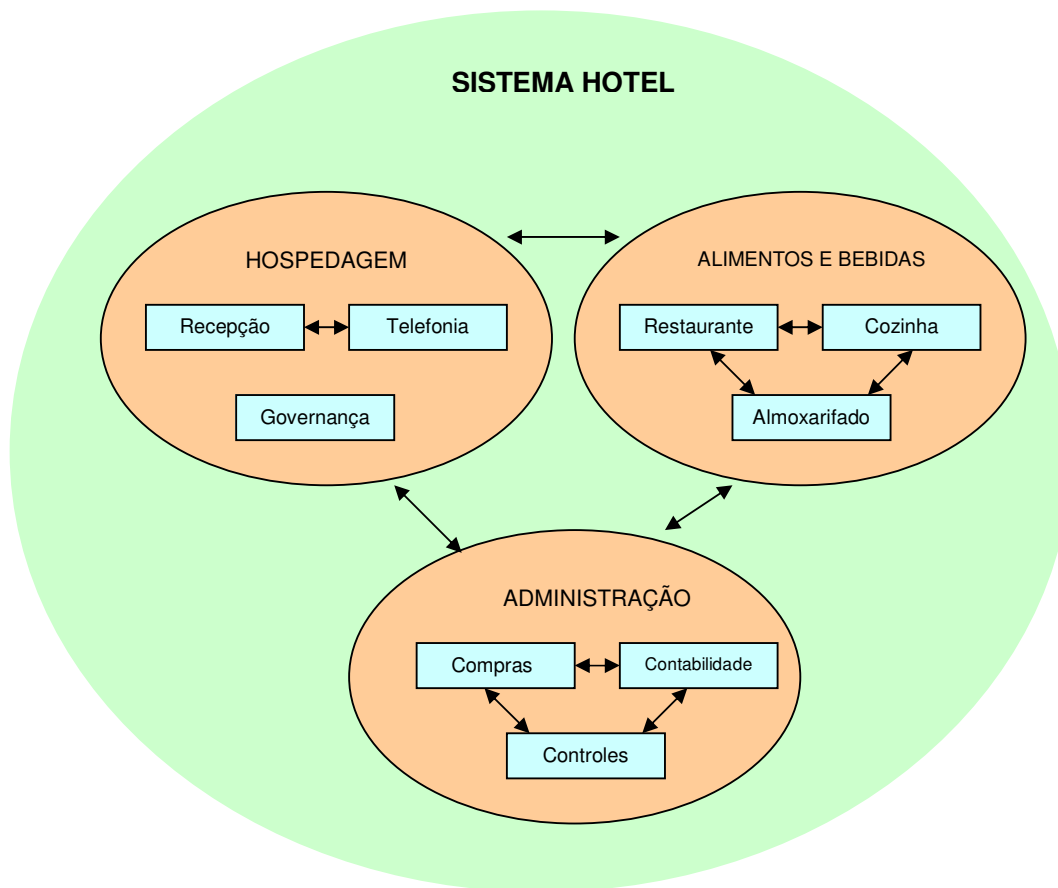 SISTEMA HOTEL
HOSPEDAGEM
Recepção
Telefonia
Governança
ALIMENTOS E BEBIDAS
Restaurante
Cozinha
Almoxarifado
ADMINISTRAÇÃO
Compras
Contabilidade
Controles